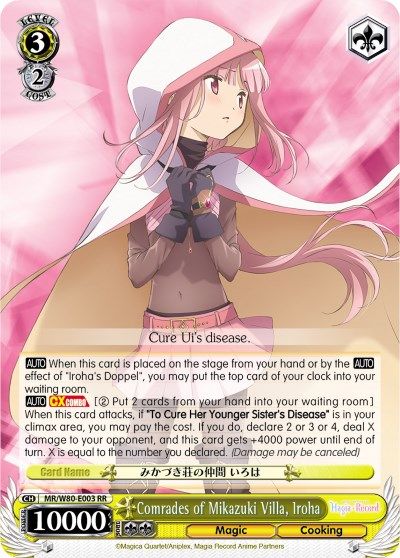 LEVEL
3
2
COST
Cure Ui's disease.
AUTO When this card is placed on the stage from your hand or by the AUTO
effect of "Iroha's Doppel", you may put the top card of your clock into your
waiting room.
AUTO CX COMBO [② Put 2 cards from your hand into your waiting room]
When this card attacks, if "To Cure Her Younger Sister's Disease" is in your
climax area, you may pay the cost. If you do, declare 2 or 3 or 4, deal X
damage to your opponent, and this card gets +4000 power until end of
turn. X is equal to the number you declared. (Damage may be canceled)
Card Name
みかづき荘の仲間 いろは
CH MR/W80-E003 RR
Comrades of Mikazuki Villa, Iroha
Magia Record
POWER
10000
SOUL
Magic
Cooking
©Magica Quartet/Aniplex, Magia Record Anime Partners